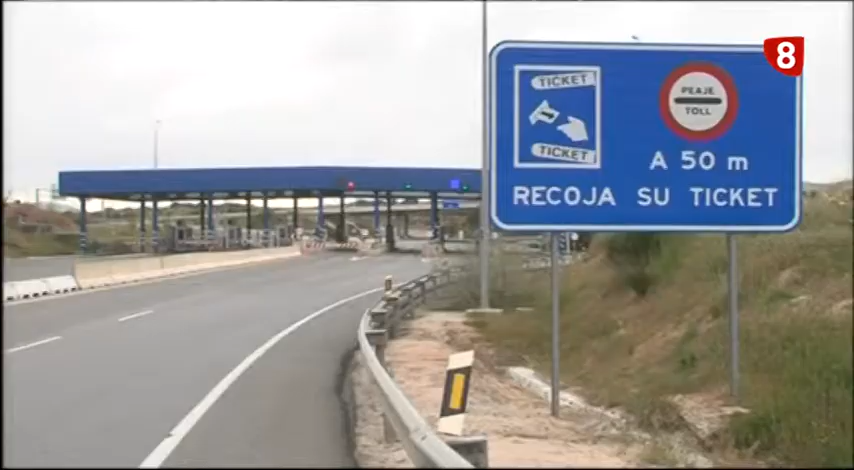 8
TICKET
TICKET
PEAJE
TOLL
A 50 m
RECOJA SU TICKET